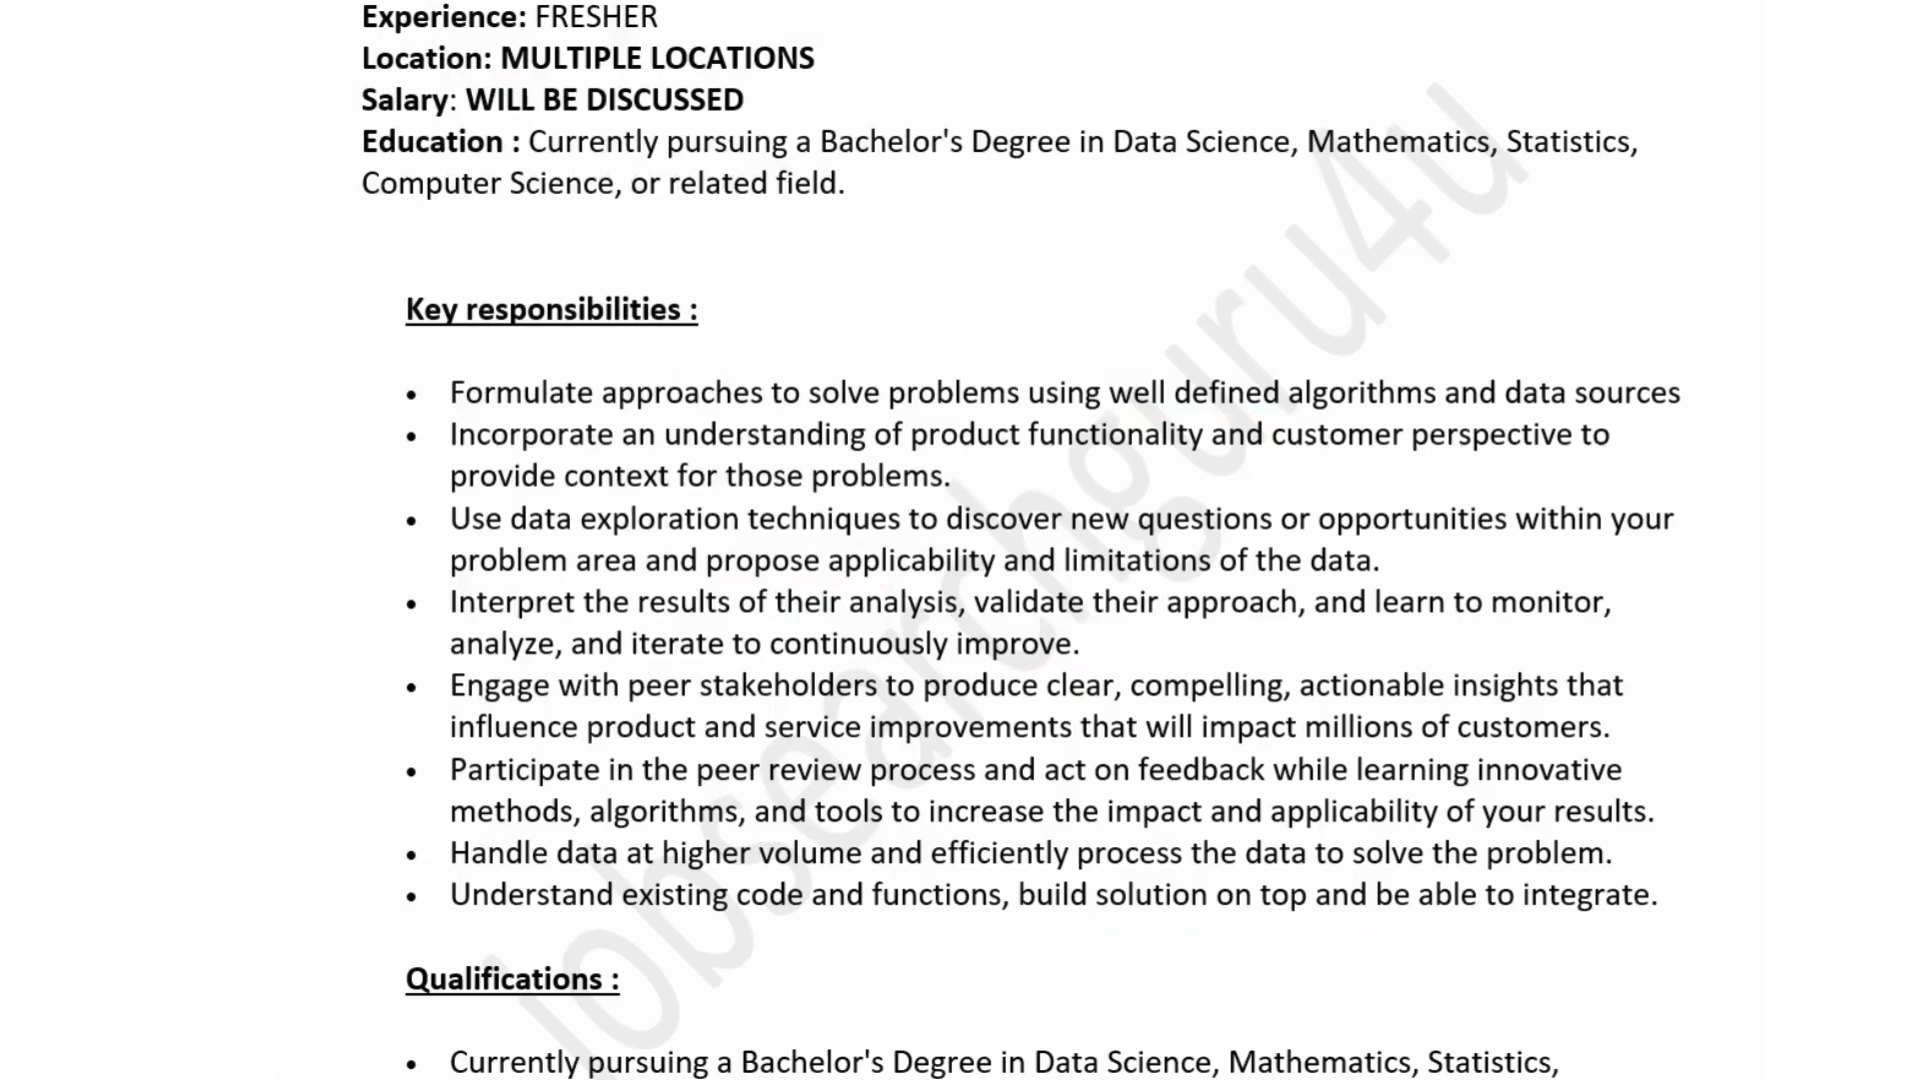 Experience: FRESHER
Location: MULTIPLE LOCATIONS
Salary: WILL BE DISCUSSED
Education : Currently pursuing a Bachelor's Degree in Data Science, Mathematics, Statistics,
Computer Science, or related field.
Key responsibilities :
• Formulate approaches to solve problems using well defined algorithms and data sources
• Incorporate an understanding of product functionality and customer perspective to
provide context for those problems.
• Use data exploration techniques to discover new questions or opportunities within your
problem area and propose applicability and limitations of the data.
• Interpret the results of their analysis, validate their approach, and learn to monitor,
analyze, and iterate to continuously improve.
• Engage with peer stakeholders to produce clear, compelling, actionable insights that
influence product and service improvements that will impact millions of customers.
• Participate in the peer review process and act on feedback while learning innovative
methods, algorithms, and tools to increase the impact and applicability of your results.
• Handle data at higher volume and efficiently process the data to solve the problem.
• Understand existing code and functions, build solution on top and be able to integrate.
Qualifications :
• Currently pursuing a Bachelor's Degree in Data Science, Mathematics, Statistics,
jobsearchguru4u